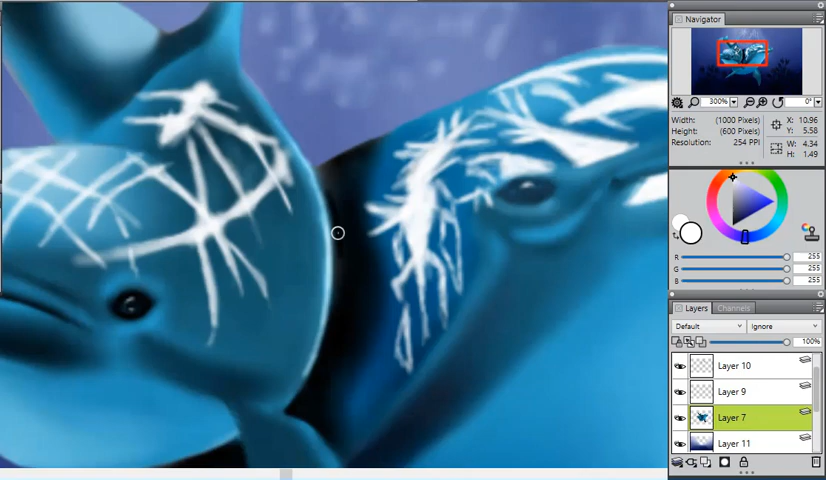 Navigator
300%
0°
Width: (1000 Pixels)
Height: (600 Pixels)
Resolution: 254 PPI
X: 10.96
Y: 5.58
W: 4.34
H: 1.49
R 255
G 255
B 255
Layers Channels
Default Ignore
100%
Layer 10
Layer 9
Layer 7
Layer 11